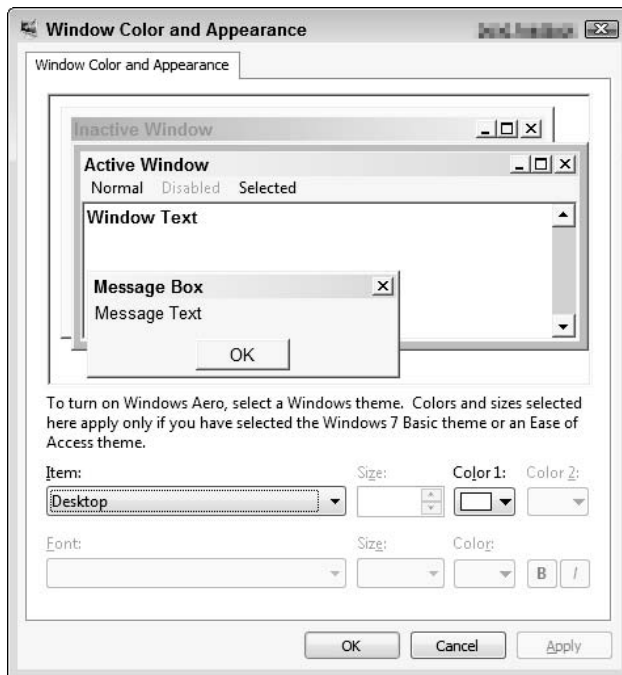 Window Color and Appearance
Window Color and Appearance
Inactive Window
Active Window
Normal Disabled Selected
Window Text
Message Box
Message Text
OK
To turn on Windows Aero, select a Windows theme. Colors and sizes selected
here apply only if you have selected the Windows 7 Basic theme or an Ease of
Access theme.
Item: Size: Color 1: Color 2:
Desktop
Font: Size: Color:
B I
OK Cancel Apply